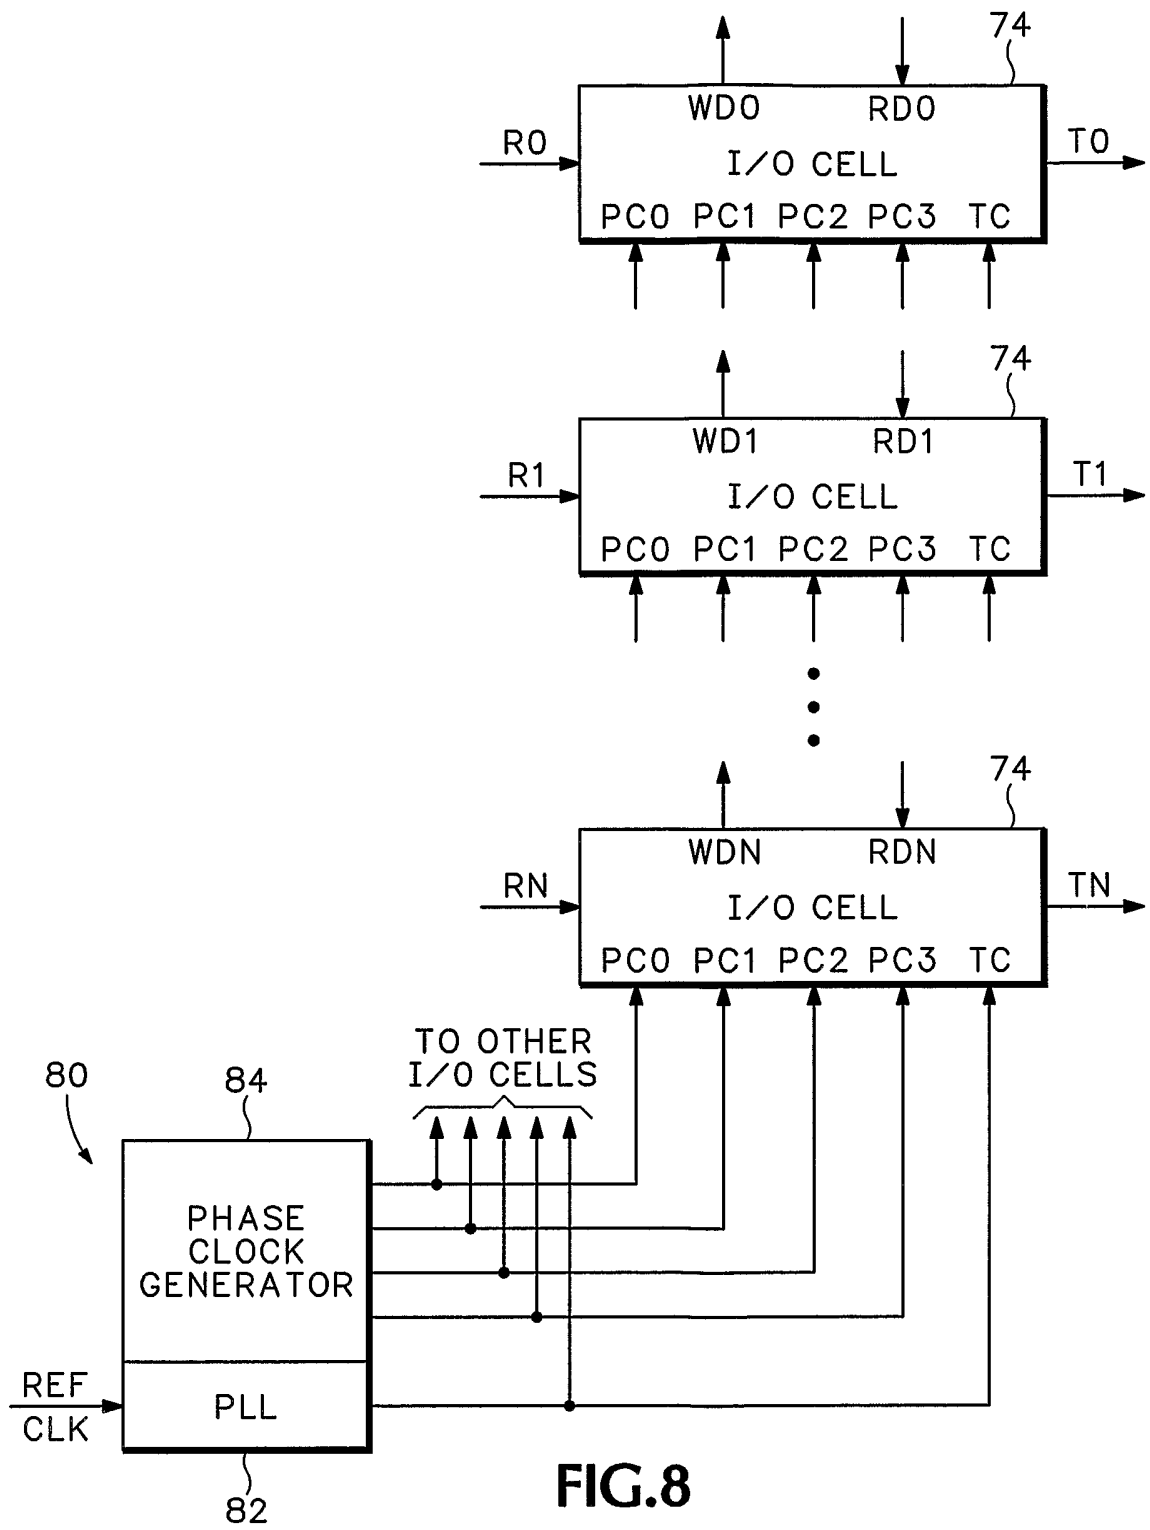 74
WD0 RD0
R0 I/O CELL T0
PC0 PC1 PC2 PC3 TC
74
WD1 RD1
R1 I/O CELL T1
PC0 PC1 PC2 PC3 TC
74
WDN RDN
RN I/O CELL TN
PC0 PC1 PC2 PC3 TC
TO OTHER
I/O CELLS
80
84
PHASE
CLOCK
GENERATOR
REF
CLK
PLL
82
FIG.8